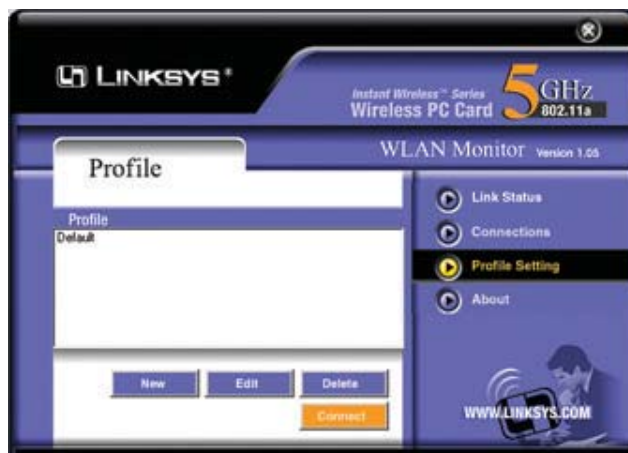 LINKSYS®
Instant Wireless™ Series
Wireless PC Card
5 GHz
802.11a
WLAN Monitor Version 1.05
Profile
Profile
Default
Link Status
Connections
Profile Setting
About
New
Edit
Delete
Connect
WWW.LINKSYS.COM